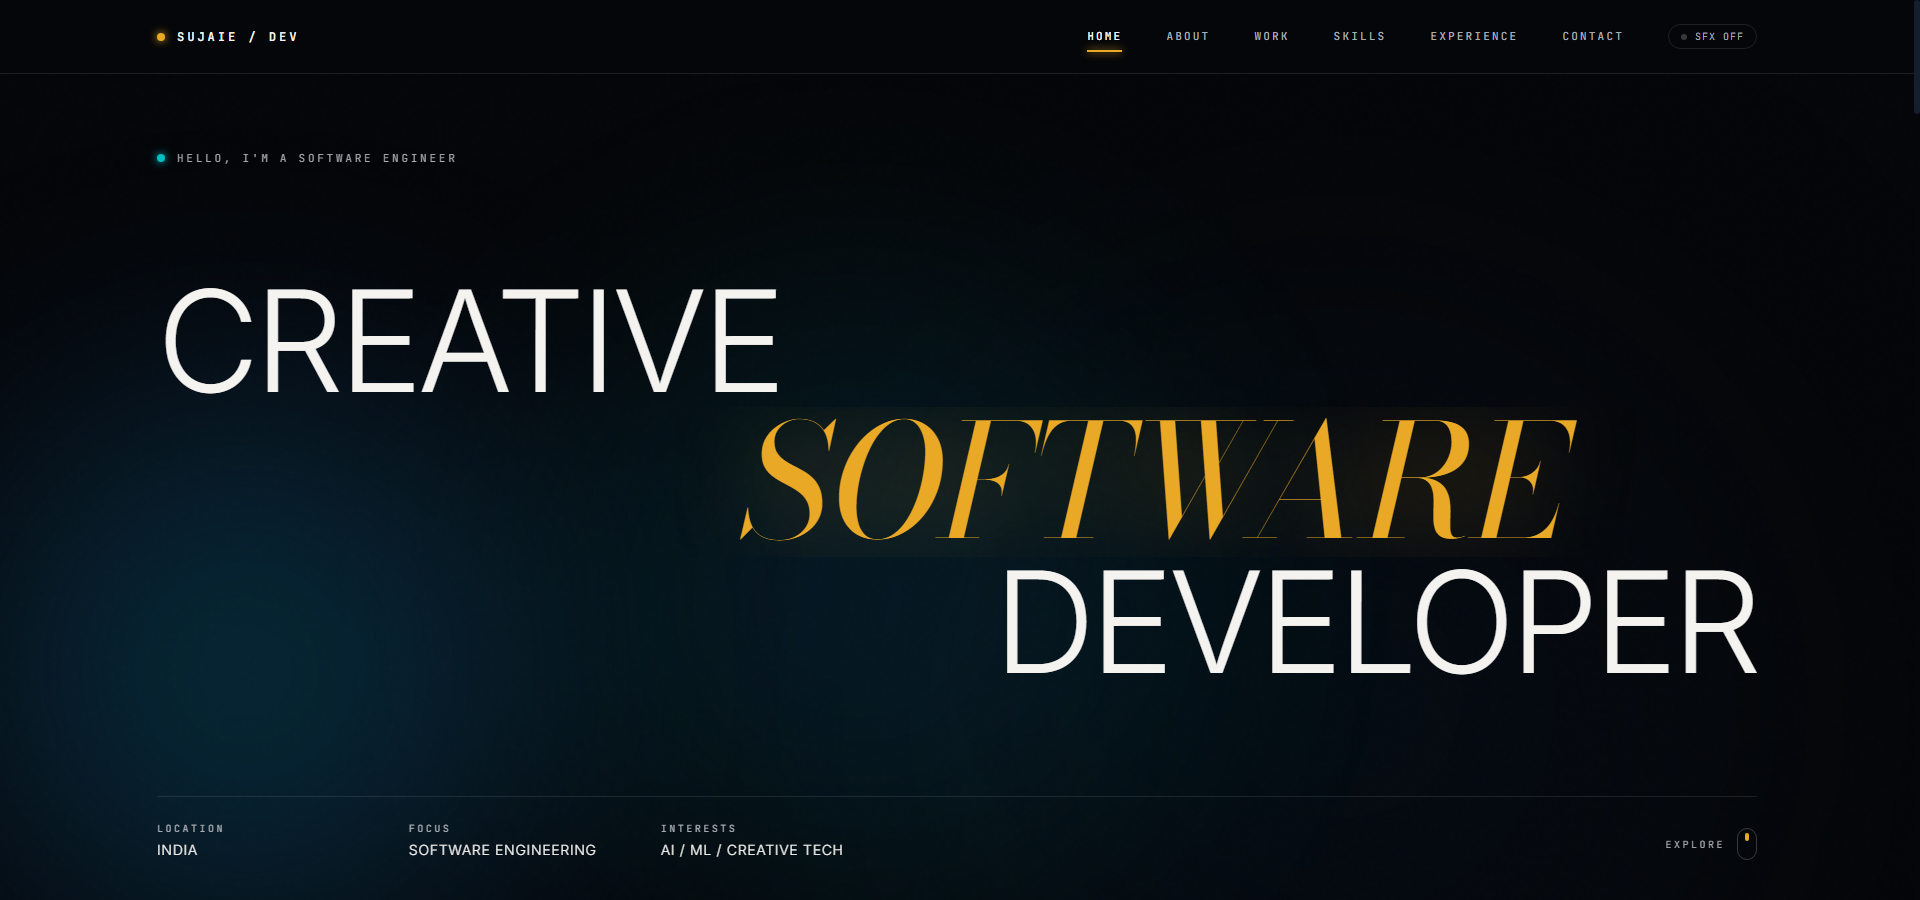 SUJAIE / DEV
HOME ABOUT WORK SKILLS EXPERIENCE CONTACT SFX OFF
HELLO, I'M A SOFTWARE ENGINEER
CREATIVE
SOFTWARE
DEVELOPER
LOCATION
INDIA
FOCUS
SOFTWARE ENGINEERING
INTERESTS
AI / ML / CREATIVE TECH
EXPLORE